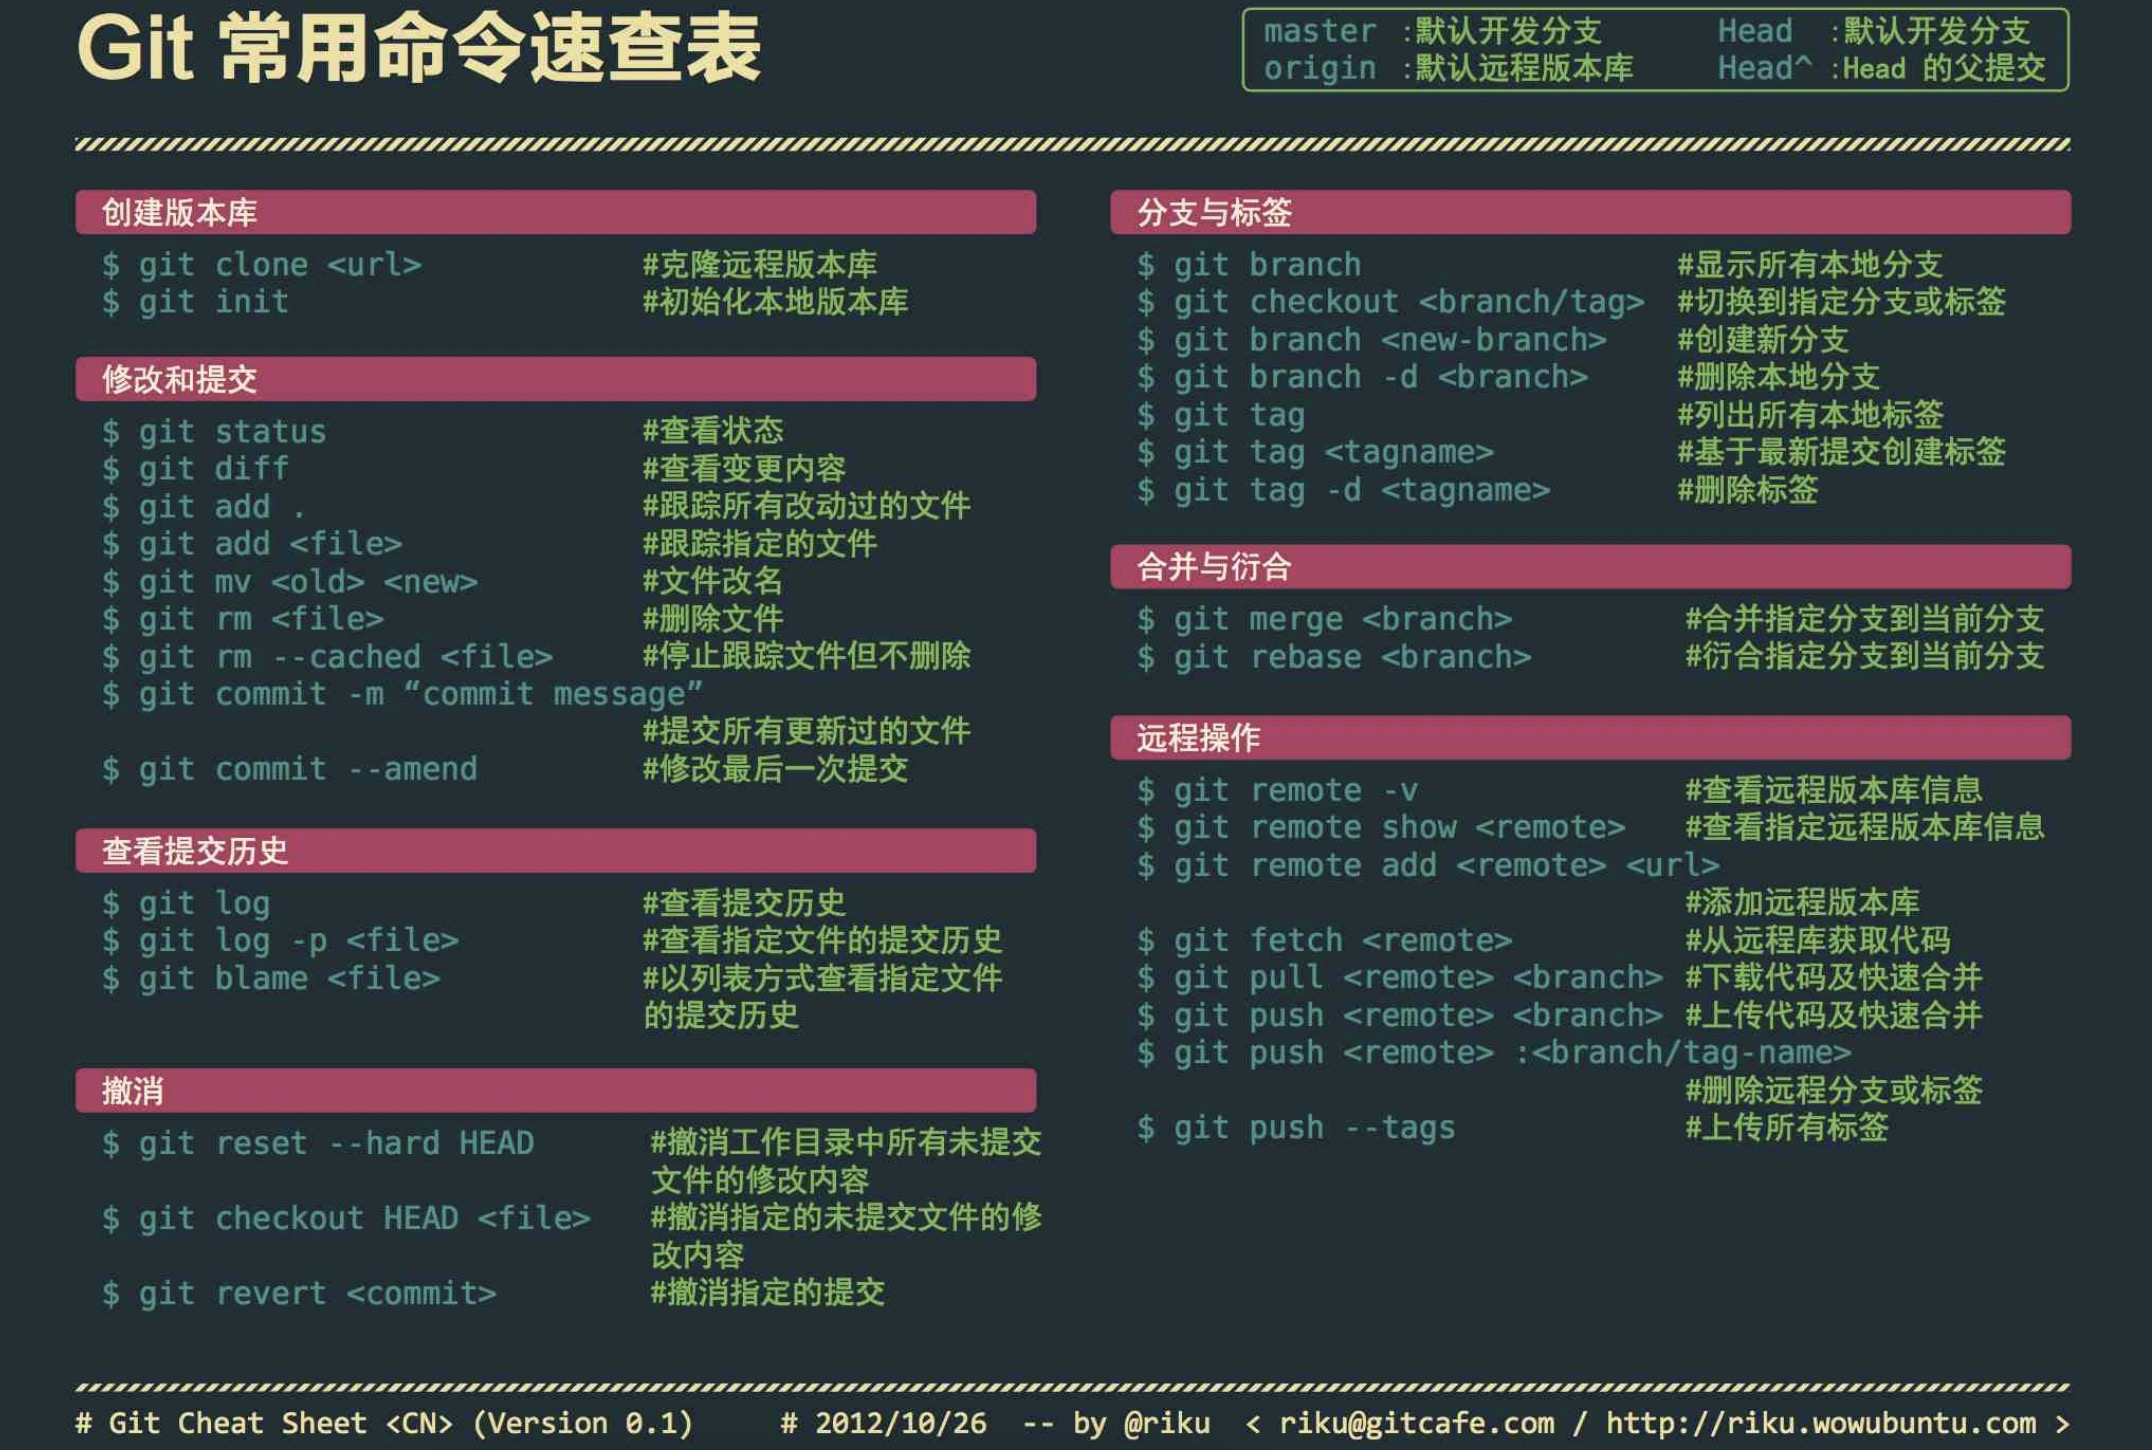 Git 常用命令速查表
master :默认开发分支 Head :默认开发分支
origin :默认远程版本库 Head^ :Head 的父提交
创建版本库
$ git clone <url> #克隆远程版本库
$ git init #初始化本地版本库
修改和提交
$ git status #查看状态
$ git diff #查看变更内容
$ git add . #跟踪所有改动过的文件
$ git add <file> #跟踪指定的文件
$ git mv <old> <new> #文件改名
$ git rm <file> #删除文件
$ git rm --cached <file> #停止跟踪文件但不删除
$ git commit -m “commit message”
#提交所有更新过的文件
$ git commit --amend #修改最后一次提交
查看提交历史
$ git log #查看提交历史
$ git log -p <file> #查看指定文件的提交历史
$ git blame <file> #以列表方式查看指定文件
的提交历史
撤消
$ git reset --hard HEAD #撤消工作目录中所有未提交
文件的修改内容
$ git checkout HEAD <file> #撤消指定的未提交文件的修
改内容
$ git revert <commit> #撤消指定的提交
分支与标签
$ git branch #显示所有本地分支
$ git checkout <branch/tag> #切换到指定分支或标签
$ git branch <new-branch> #创建新分支
$ git branch -d <branch> #删除本地分支
$ git tag #列出所有本地标签
$ git tag <tagname> #基于最新提交创建标签
$ git tag -d <tagname> #删除标签
合并与衍合
$ git merge <branch> #合并指定分支到当前分支
$ git rebase <branch> #衍合指定分支到当前分支
远程操作
$ git remote -v #查看远程版本库信息
$ git remote show <remote> #查看指定远程版本库信息
$ git remote add <remote> <url>
#添加远程版本库
$ git fetch <remote> #从远程库获取代码
$ git pull <remote> <branch> #下载代码及快速合并
$ git push <remote> <branch> #上传代码及快速合并
$ git push <remote> :<branch/tag-name>
#删除远程分支或标签
$ git push --tags #上传所有标签
# Git Cheat Sheet <CN> (Version 0.1) # 2012/10/26 -- by @riku < riku@gitcafe.com / http://riku.wowubuntu.com >